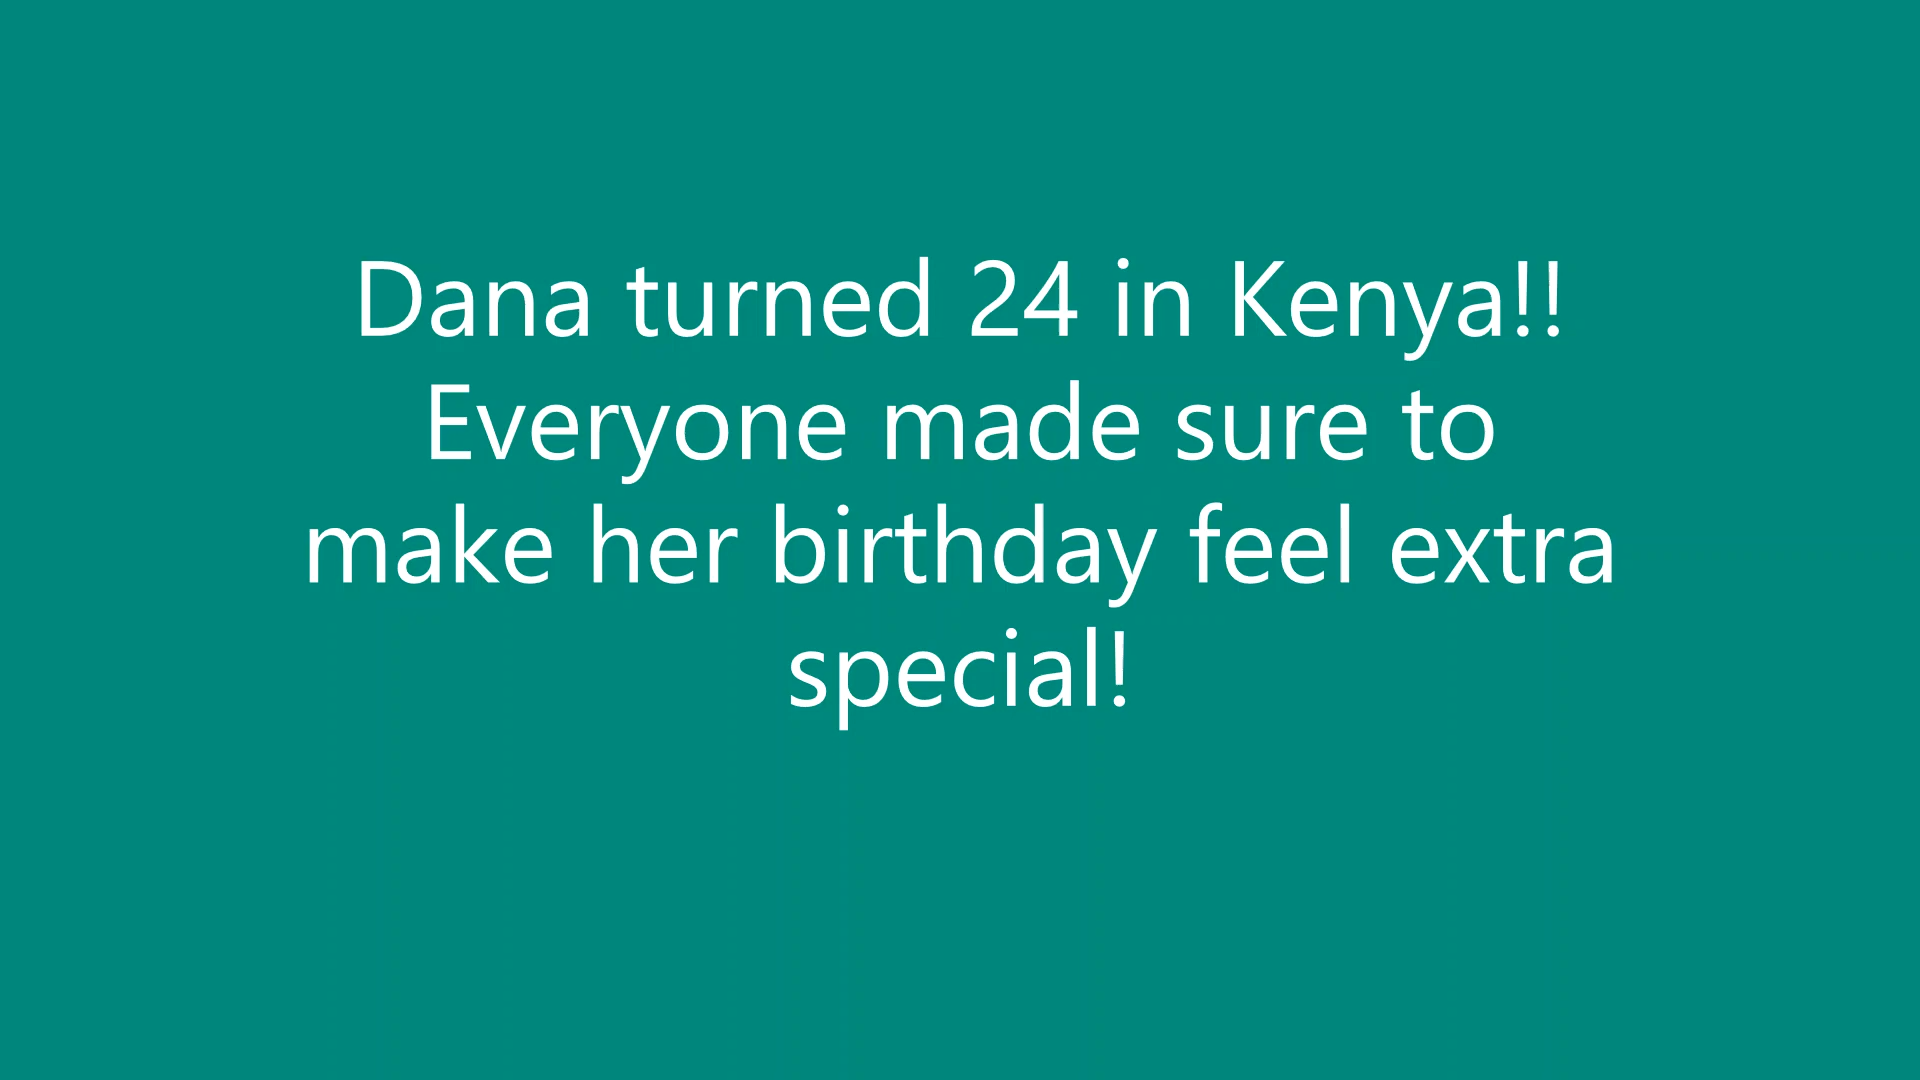 Dana turned 24 in Kenya!!
Everyone made sure to
make her birthday feel extra
special!